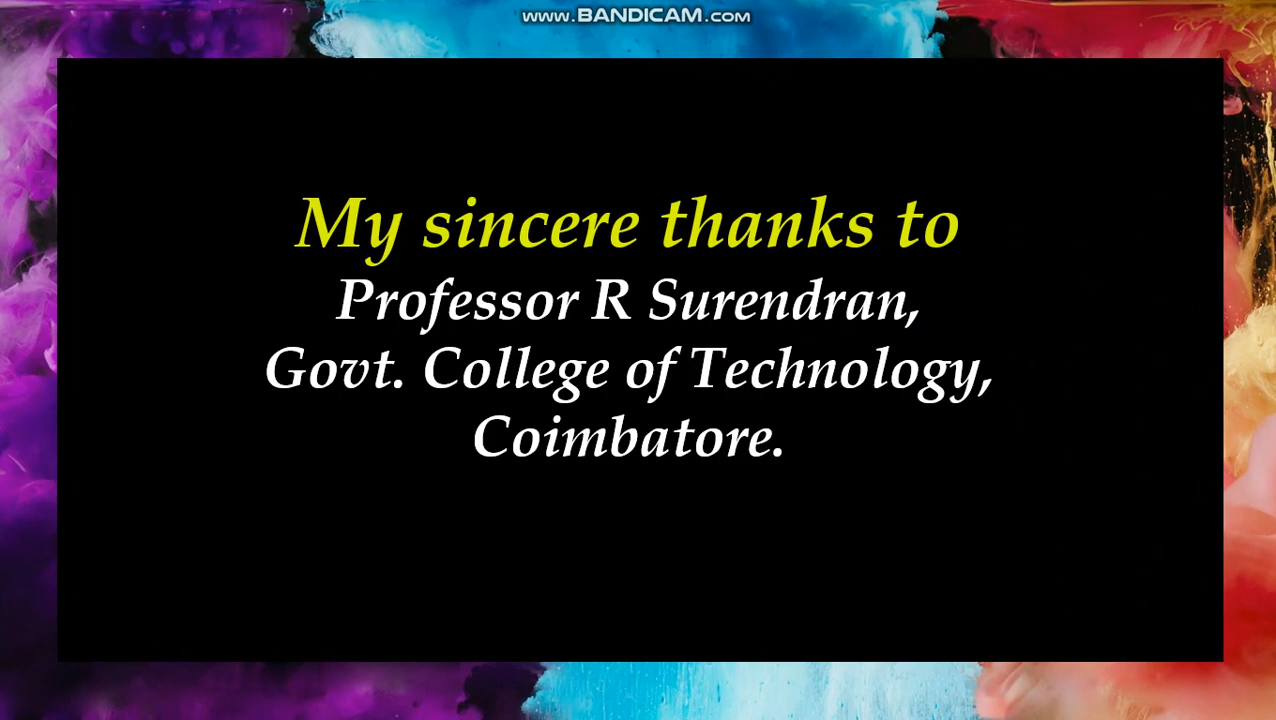 www.BANDICAM.com
My sincere thanks to
Professor R Surendran,
Govt. College of Technology,
Coimbatore.